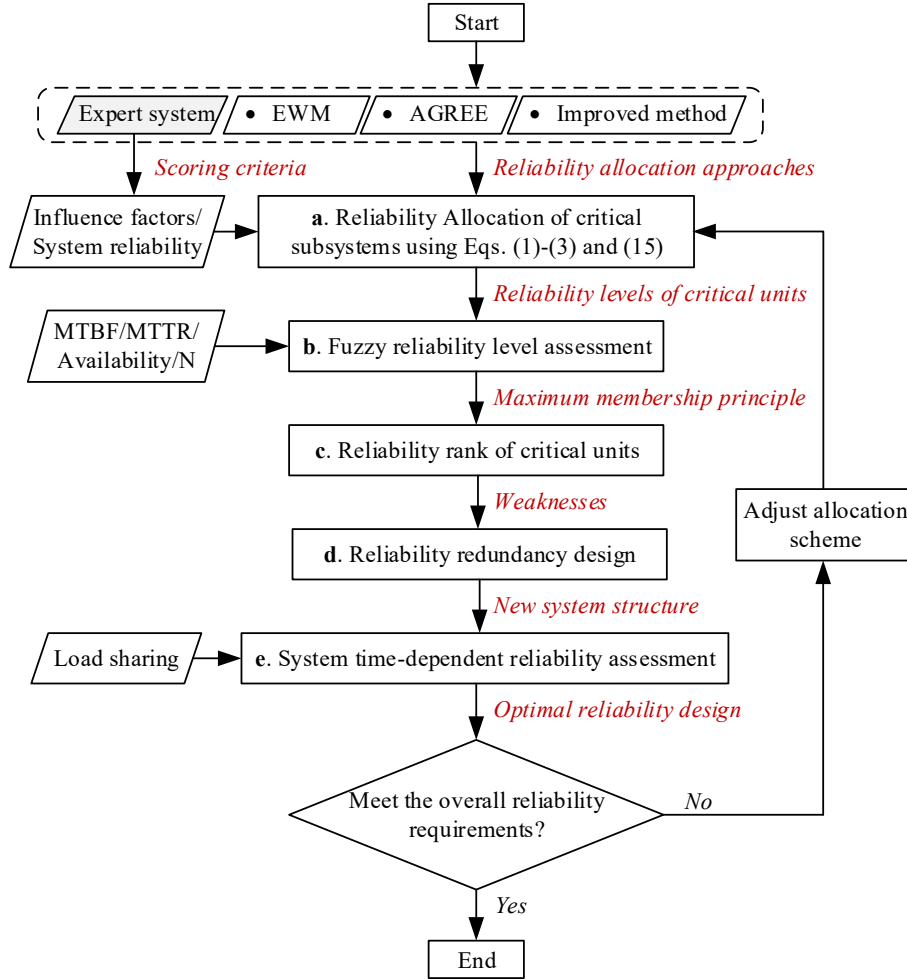 Start
Expert system
• EWM
• AGREE
• Improved method
Scoring criteria
Reliability allocation approaches
Influence factors/
System reliability
a. Reliability Allocation of critical
subsystems using Eqs. (1)-(3) and (15)
Reliability levels of critical units
MTBF/MTTR/
Availability/N
b. Fuzzy reliability level assessment
Maximum membership principle
c. Reliability rank of critical units
Weaknesses
Adjust allocation
scheme
d. Reliability redundancy design
New system structure
Load sharing
e. System time-dependent reliability assessment
Optimal reliability design
Meet the overall reliability
requirements?
No
Yes
End